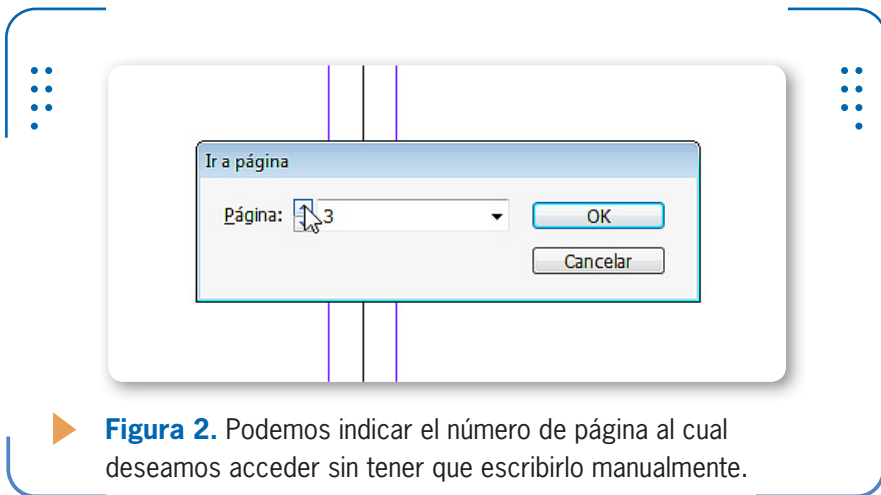 Ir a página
Página: 3
OK
Cancelar
Figura 2. Podemos indicar el número de página al cual
deseamos acceder sin tener que escribirlo manualmente.